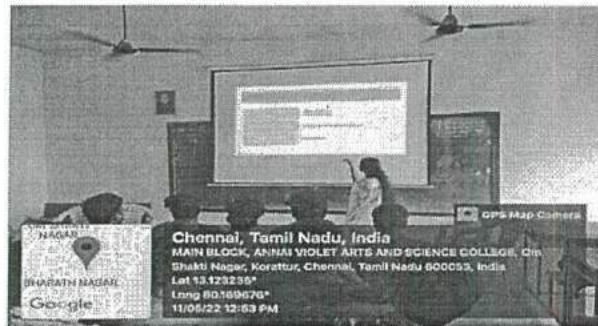 GPS Map Camera
NAGAR
BHARATH NAGAR
Google
Chennai, Tamil Nadu, India
MAIN BLOCK, ANNAI VIOLET ARTS AND SCIENCE COLLEGE, Om
Shakti Nagar, Korattur, Chennai, Tamil Nadu 600053, India
Lat 13.123235°
Long 80.169676°
11/05/22 12:53 PM